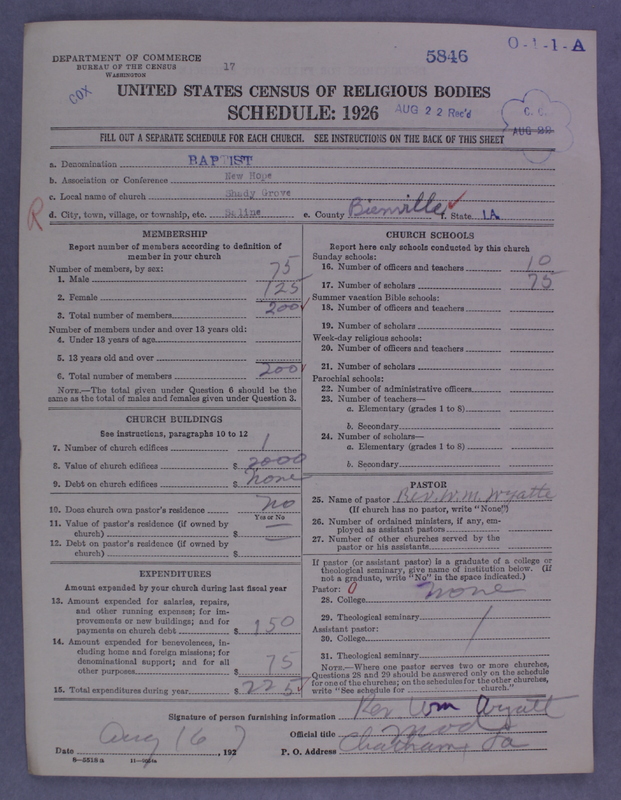 DEPARTMENT OF COMMERCE
BUREAU OF THE CENSUS
WASHINGTON
17
5846
O-1-1-A
COX
UNITED STATES CENSUS OF RELIGIOUS BODIES
SCHEDULE: 1926
AUG 22 Rec'd
C. C.
AUG 22
FILL OUT A SEPARATE SCHEDULE FOR EACH CHURCH. SEE INSTRUCTIONS ON THE BACK OF THIS SHEET
a. Denomination BAPTIST
b. Association or Conference New Hope
c. Local name of church Shady Grove
R
d. City, town, village, or township, etc. Saline e. County Bienville f. State LA.
MEMBERSHIP
Report number of members according to definition of
member in your church
Number of members, by sex:
1. Male 75
2. Female 125
3. Total number of members 200
Number of members under and over 13 years old:
4. Under 13 years of age
5. 13 years old and over
6. Total number of members 200
NOTE.—The total given under Question 6 should be the
same as the total of males and females given under Question 3.
CHURCH BUILDINGS
See instructions, paragraphs 10 to 12
7. Number of church edifices 1
8. Value of church edifices $ 2000
9. Debt on church edifices $ none
10. Does church own pastor's residence no
Yes or No
11. Value of pastor's residence (if owned by
church) $
12. Debt on pastor's residence (if owned by
church) $
EXPENDITURES
Amount expended by your church during last fiscal year
13. Amount expended for salaries, repairs,
and other running expenses; for im-
provements or new buildings; and for
payments on church debt $ 150
14. Amount expended for benevolences, in-
cluding home and foreign missions; for
denominational support; and for all
other purposes $ 75
15. Total expenditures during year $ 225
CHURCH SCHOOLS
Report here only schools conducted by this church
Sunday schools:
16. Number of officers and teachers 10
17. Number of scholars 75
Summer vacation Bible schools:
18. Number of officers and teachers
19. Number of scholars
Week-day religious schools:
20. Number of officers and teachers
21. Number of scholars
Parochial schools:
22. Number of administrative officers
23. Number of teachers—
a. Elementary (grades 1 to 8)
b. Secondary
24. Number of scholars—
a. Elementary (grades 1 to 8)
b. Secondary
PASTOR
25. Name of pastor Rev. W. M. Wyatte
(If church has no pastor, write "None")
26. Number of ordained ministers, if any, em-
ployed as assistant pastors
27. Number of other churches served by the
pastor or his assistants
If pastor (or assistant pastor) is a graduate of a college or
theological seminary, give name of institution below. (If
not a graduate, write "No" in the space indicated.)
Pastor: 0
28. College none
29. Theological seminary
Assistant pastor:
30. College
31. Theological seminary
NOTE.—Where one pastor serves two or more churches,
Questions 28 and 29 should be answered only on the schedule
for one of the churches; on the schedules for the other churches,
write "See schedule for church."
Signature of person furnishing information Rev Wm Wyatt
Official title Mod
Date Aug 16, 1927 P. O. Address Chatham, La
8—5518 a